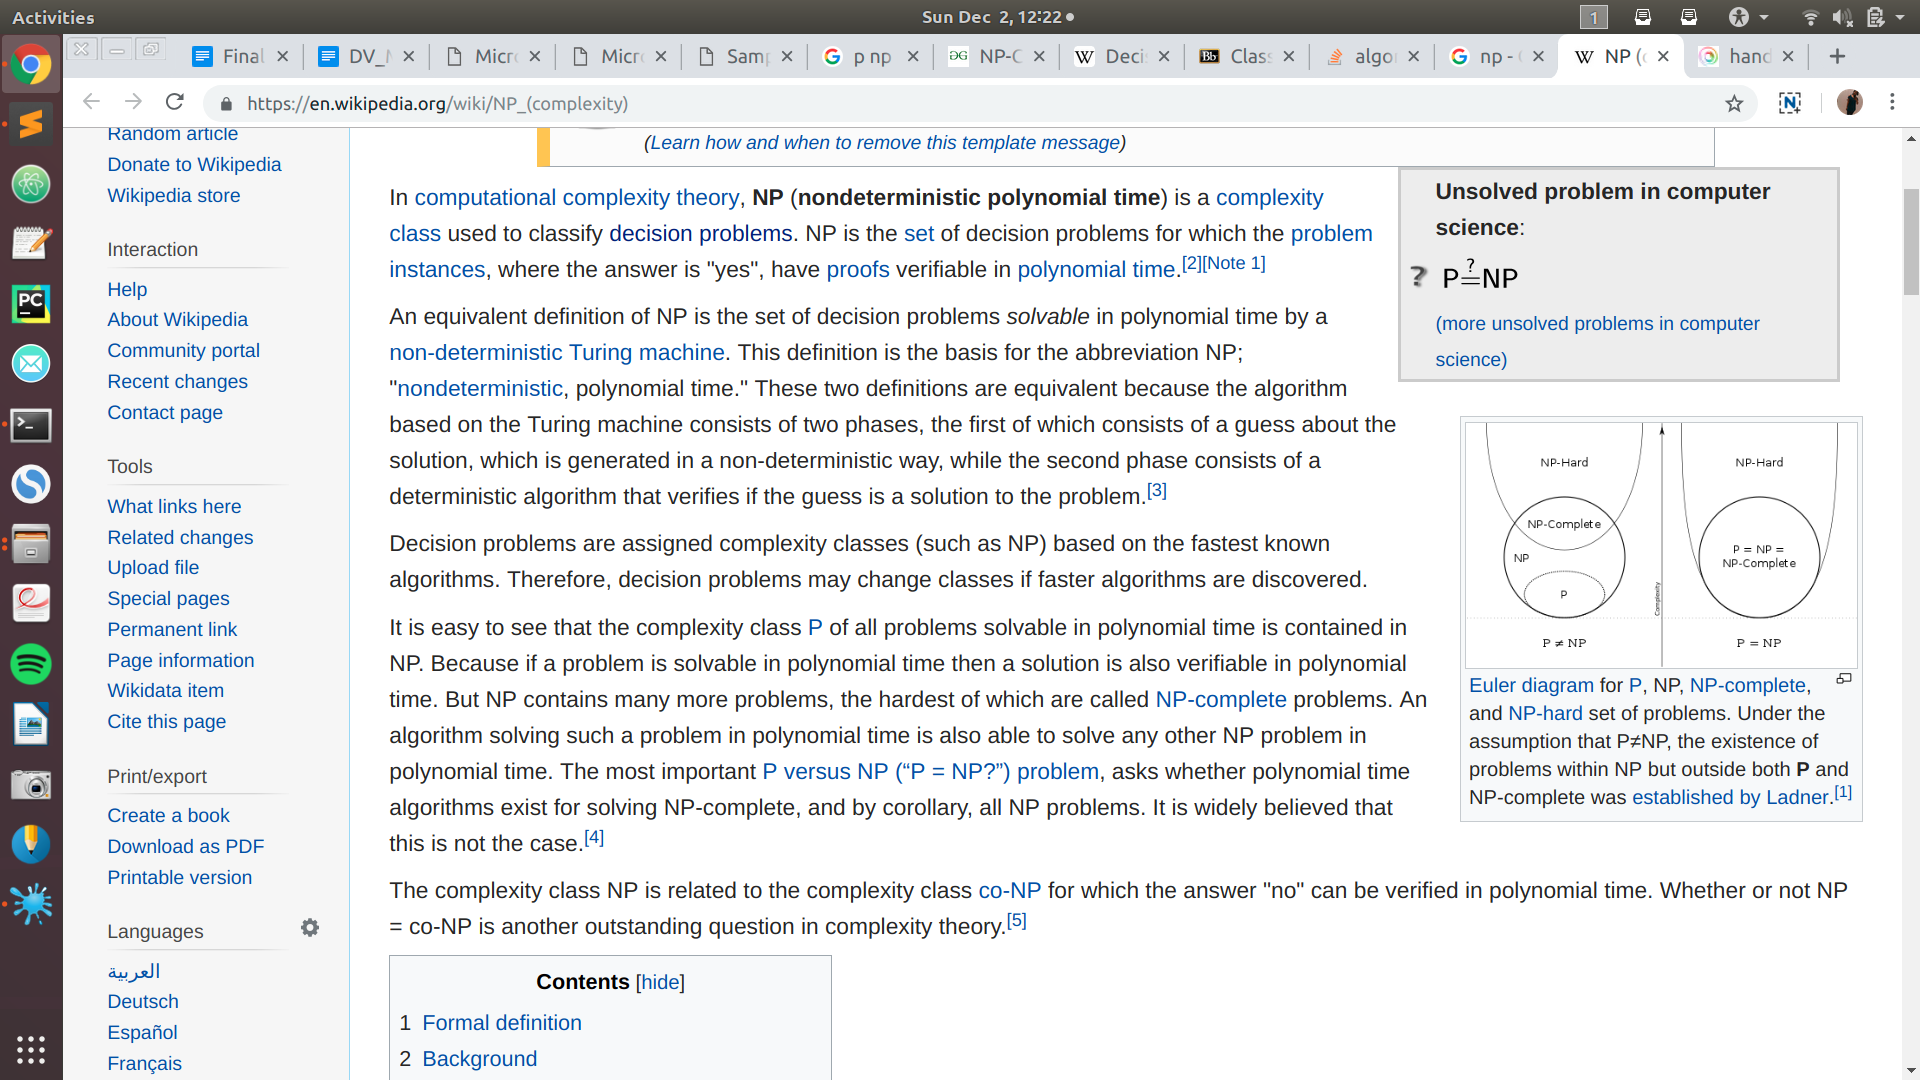 Activities
Sun Dec 2, 12:22
1
Final
DV_N
Micro
Micro
Samp
p np
NP-C
Decis
Class
algo
np -
NP (c
hand
https://en.wikipedia.org/wiki/NP_(complexity)
Random article
Donate to Wikipedia
Wikipedia store
Interaction
Help
About Wikipedia
Community portal
Recent changes
Contact page
Tools
What links here
Related changes
Upload file
Special pages
Permanent link
Page information
Wikidata item
Cite this page
Print/export
Create a book
Download as PDF
Printable version
Languages
العربية
Deutsch
Español
Français
(Learn how and when to remove this template message)
In computational complexity theory, NP (nondeterministic polynomial time) is a complexity
class used to classify decision problems. NP is the set of decision problems for which the problem
instances, where the answer is "yes", have proofs verifiable in polynomial time.[2][Note 1]
An equivalent definition of NP is the set of decision problems solvable in polynomial time by a
non-deterministic Turing machine. This definition is the basis for the abbreviation NP;
"nondeterministic, polynomial time." These two definitions are equivalent because the algorithm
based on the Turing machine consists of two phases, the first of which consists of a guess about the
solution, which is generated in a non-deterministic way, while the second phase consists of a
deterministic algorithm that verifies if the guess is a solution to the problem.[3]
Decision problems are assigned complexity classes (such as NP) based on the fastest known
algorithms. Therefore, decision problems may change classes if faster algorithms are discovered.
It is easy to see that the complexity class P of all problems solvable in polynomial time is contained in
NP. Because if a problem is solvable in polynomial time then a solution is also verifiable in polynomial
time. But NP contains many more problems, the hardest of which are called NP-complete problems. An
algorithm solving such a problem in polynomial time is also able to solve any other NP problem in
polynomial time. The most important P versus NP (“P = NP?”) problem, asks whether polynomial time
algorithms exist for solving NP-complete, and by corollary, all NP problems. It is widely believed that
this is not the case.[4]
The complexity class NP is related to the complexity class co-NP for which the answer "no" can be verified in polynomial time. Whether or not NP
= co-NP is another outstanding question in complexity theory.[5]
Contents [hide]
1 Formal definition
2 Background
Unsolved problem in computer
science:
? P ≟ NP
(more unsolved problems in computer
science)
NP-Hard
NP-Complete
NP
P
P ≠ NP
Complexity
NP-Hard
P = NP =
NP-Complete
P = NP
Euler diagram for P, NP, NP-complete,
and NP-hard set of problems. Under the
assumption that P≠NP, the existence of
problems within NP but outside both P and
NP-complete was established by Ladner.[1]